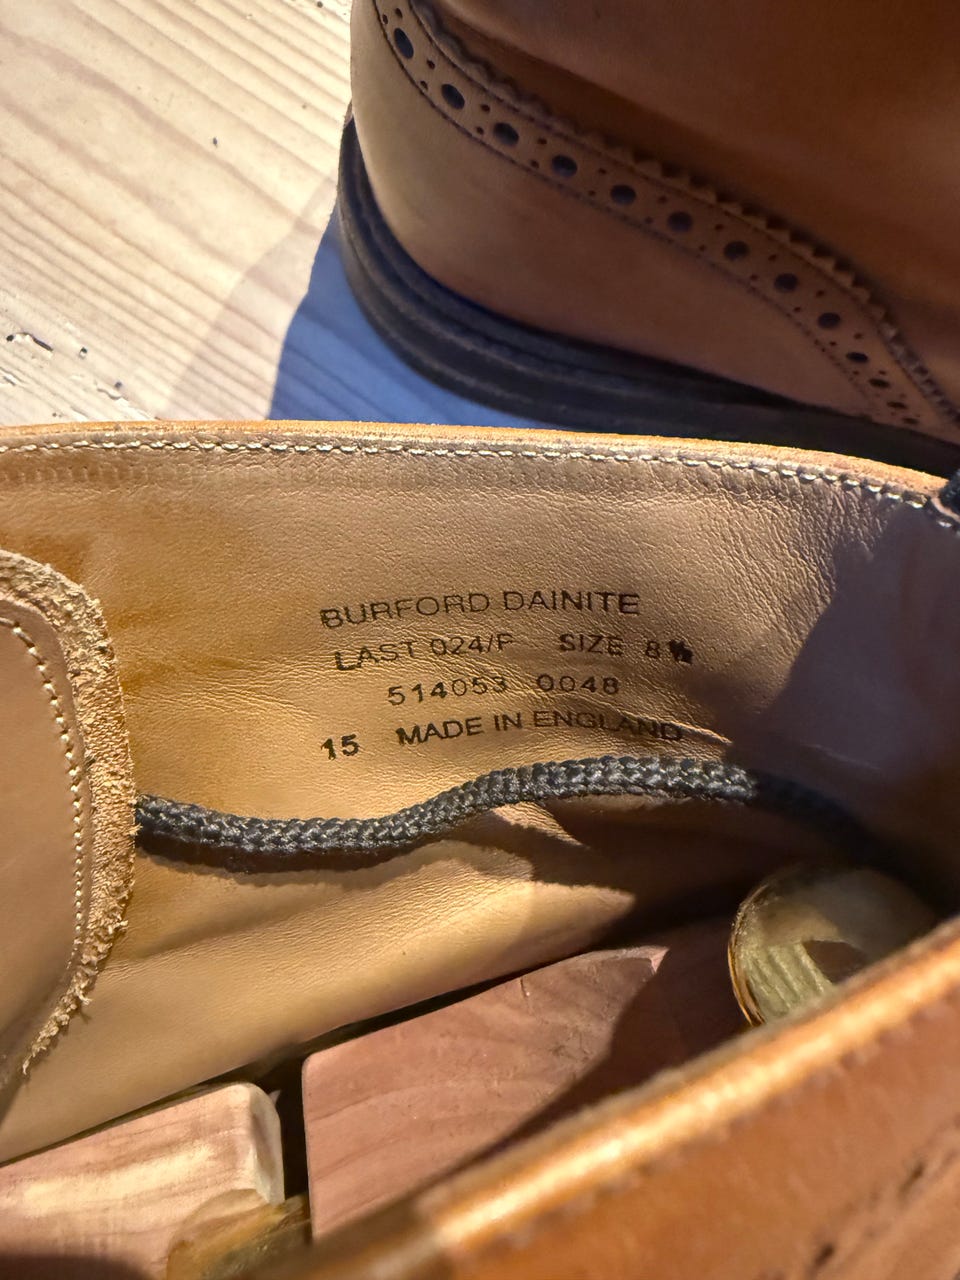 BURFORD DAINITE
LAST 024/F SIZE 8½
514053 0048
15 MADE IN ENGLAND